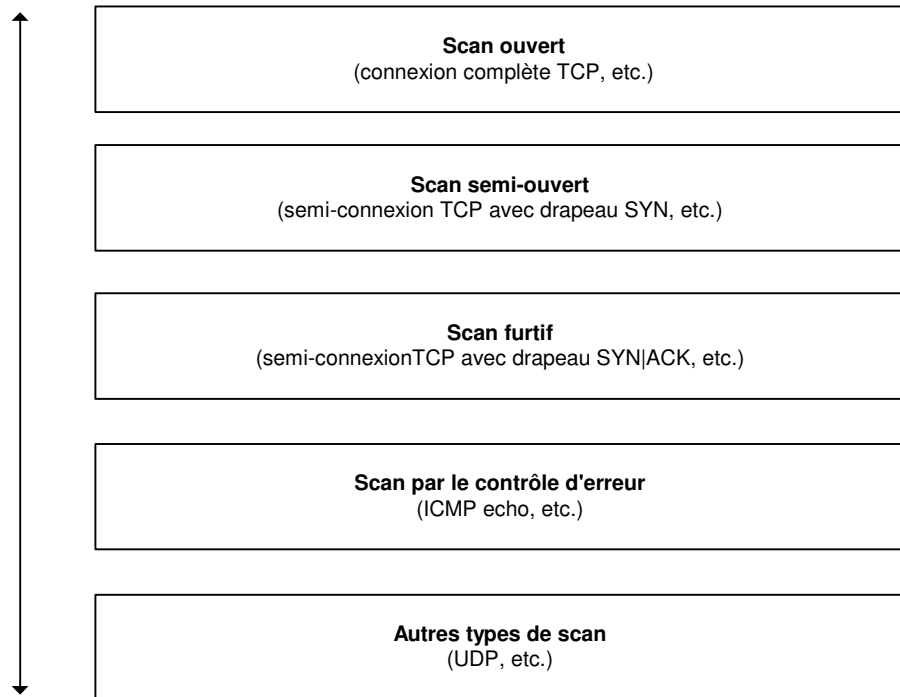 Scan ouvert
(connexion complète TCP, etc.)
Scan semi-ouvert
(semi-connexion TCP avec drapeau SYN, etc.)
Scan furtif
(semi-connexionTCP avec drapeau SYN|ACK, etc.)
Scan par le contrôle d'erreur
(ICMP echo, etc.)
Autres types de scan
(UDP, etc.)